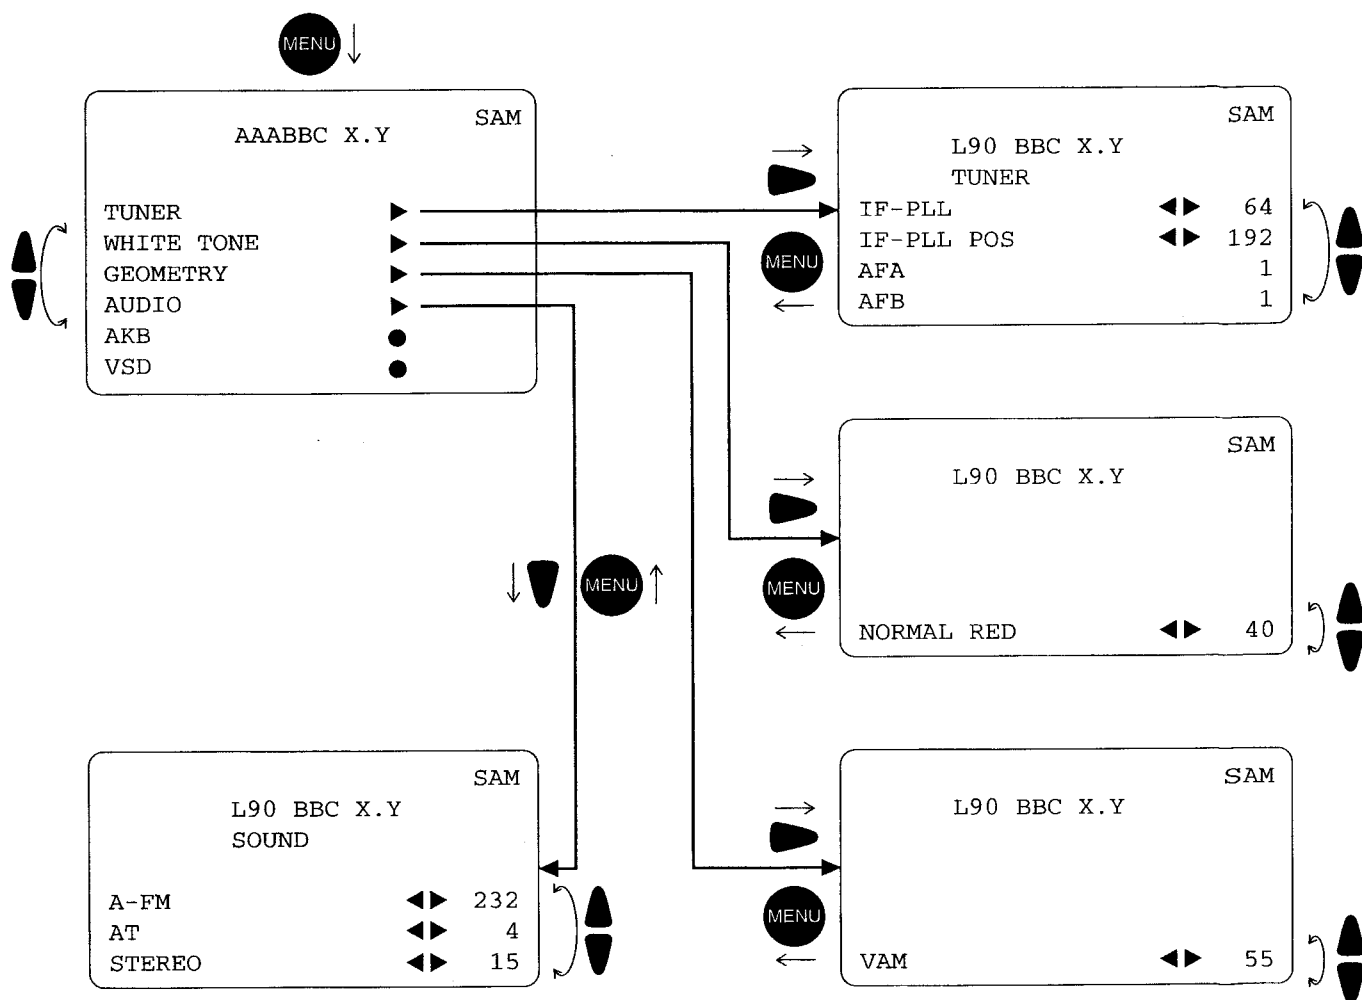 MENU
SAM
AAABBC X.Y
TUNER
WHITE TONE
GEOMETRY
AUDIO
AKB
VSD
SAM
L90 BBC X.Y
TUNER
IF-PLL 64
IF-PLL POS 192
AFA 1
AFB 1
MENU
SAM
L90 BBC X.Y
NORMAL RED 40
MENU
MENU
SAM
L90 BBC X.Y
SOUND
A-FM 232
AT 4
STEREO 15
SAM
L90 BBC X.Y
VAM 55
MENU